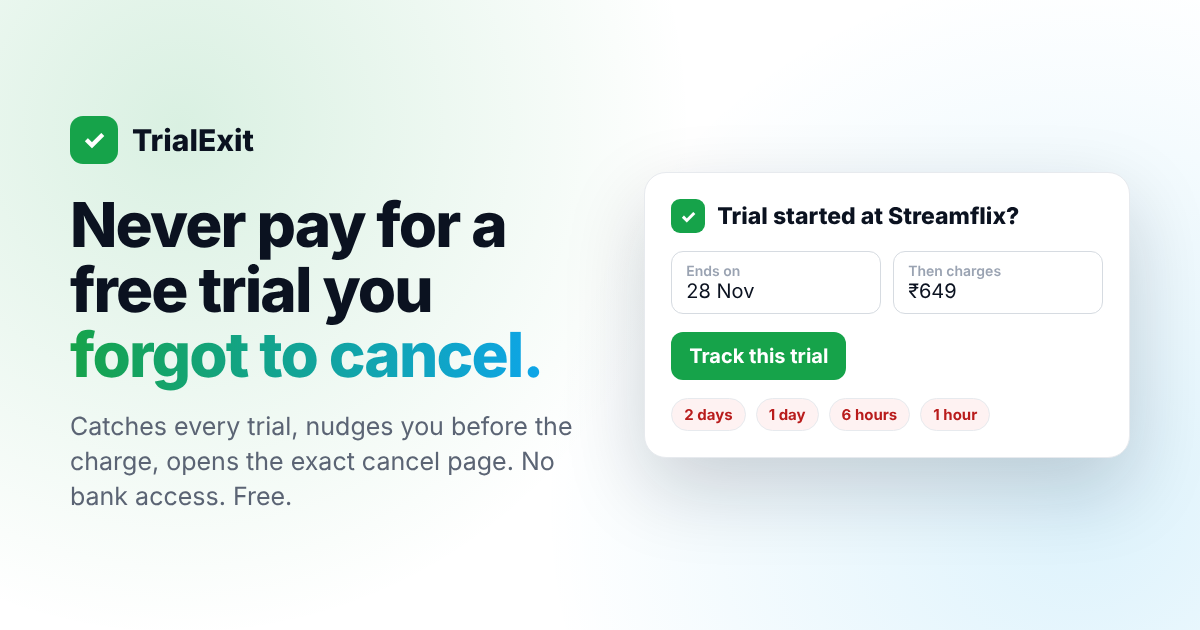 TrialExit
Never pay for a
free trial you
forgot to cancel.
Catches every trial, nudges you before the
charge, opens the exact cancel page. No
bank access. Free.
Trial started at Streamflix?
Ends on
28 Nov
Then charges
₹649
Track this trial
2 days
1 day
6 hours
1 hour